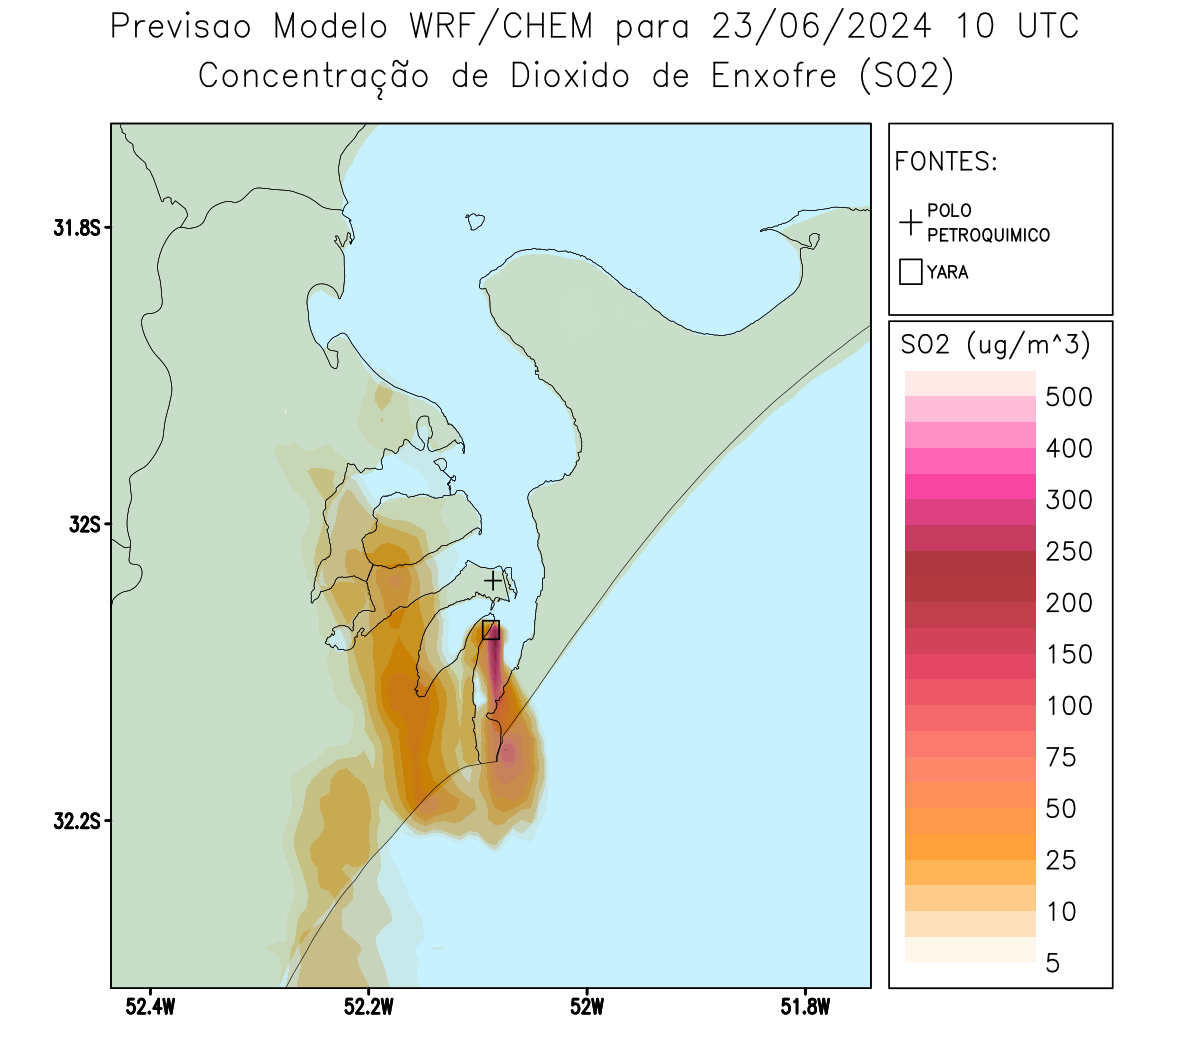 Previsao Modelo WRF/CHEM para 23/06/2024 10 UTC
Concentração de Dioxido de Enxofre (SO2)
FONTES:
POLO
PETROQUIMICO
YARA
SO2 (ug/m^3)
500
400
300
250
200
150
100
75
50
25
10
5
31.8S
32S
32.2S
52.4W
52.2W
52W
51.8W